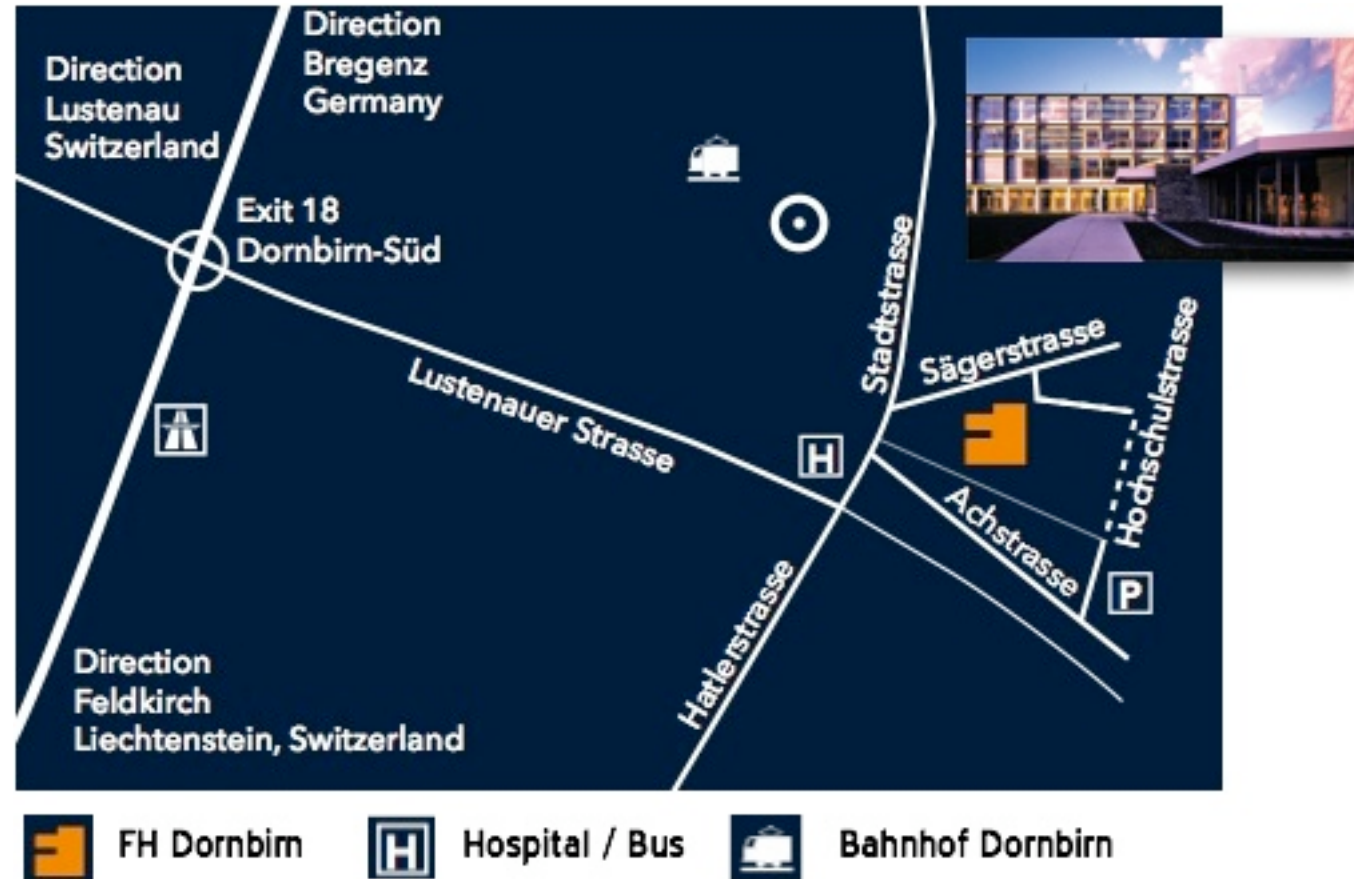 Direction
Bregenz
Germany
Direction
Lustenau
Switzerland
Exit 18
Dornbirn-Süd
Stadtstrasse
Sägerstrasse
Hochschulstrasse
Lustenauer Strasse
H
Achstrasse
P
Hatlerstrasse
Direction
Feldkirch
Liechtenstein, Switzerland
FH Dornbirn
H
Hospital / Bus
Bahnhof Dornbirn